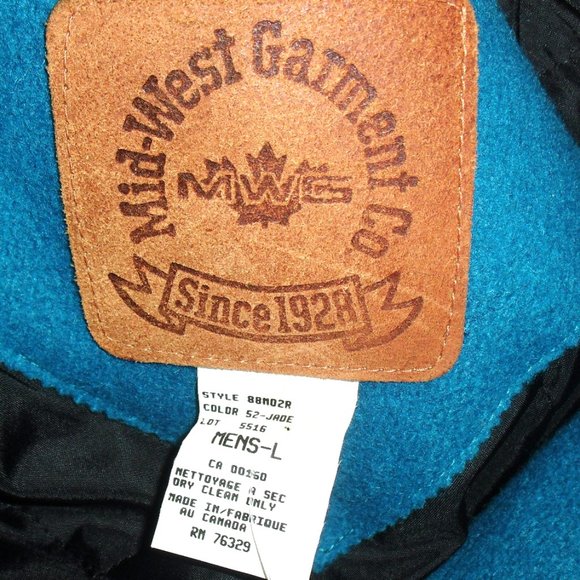 Mid-West Garment Co.
MWG
Since 1928
STYLE 88M02R
COLOR 52-JADE
LOT 5516
MENS-L
CA 00160
NETTOYAGE A SEC
DRY CLEAN ONLY
MADE IN/FABRIQUE
AU CANADA
RN 76329